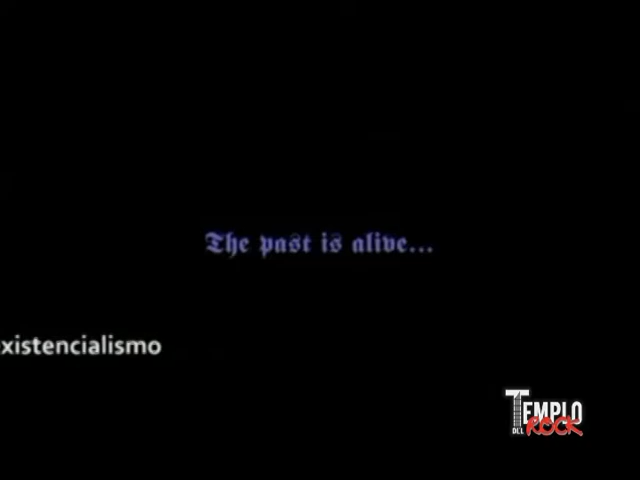 The past is alive...
xistencialismo
TEMPLO
DEL ROCK